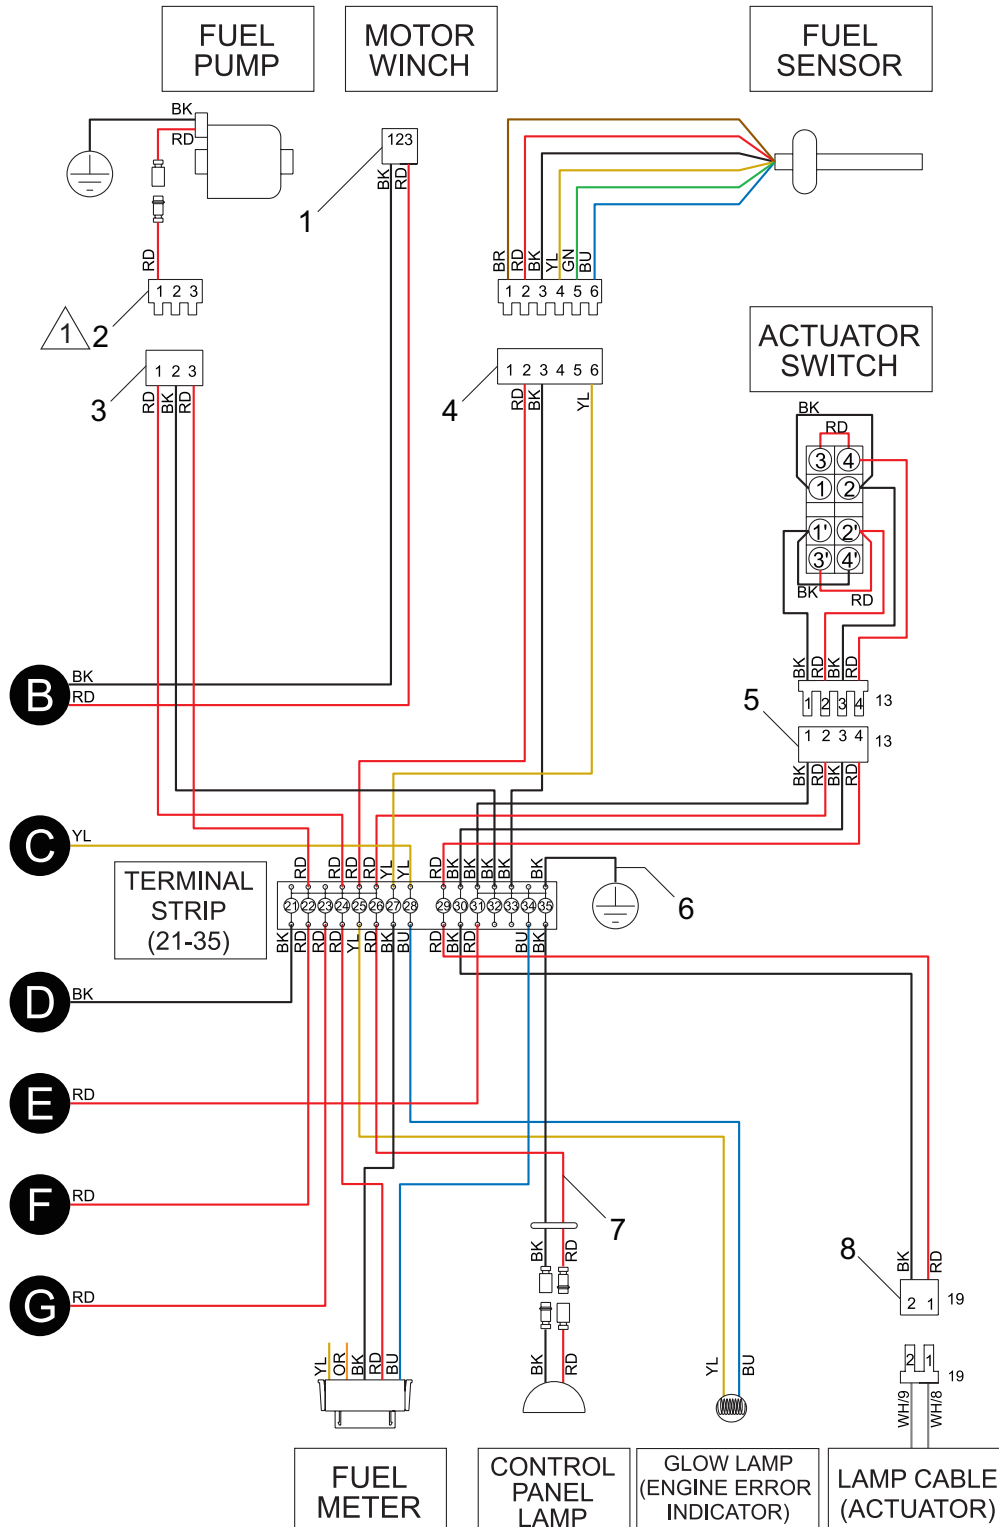 FUEL
PUMP
MOTOR
WINCH
FUEL
SENSOR
BK
RD
123
1
BK
RD
RD
BR
RD
BK
YL
GN
BU
1 2 3
1 2 3 4 5 6
1
2
ACTUATOR
SWITCH
1 2 3
3
RD
BK
RD
1 2 3 4 5 6
4
RD
BK
YL
BK
RD
3 4
1 2
1' 2'
3' 4'
BK
RD
BK
RD
BK
RD
1 2 3 4
13
5
1 2 3 4
13
BK
RD
BK
RD
B
BK
RD
C
YL
RD
RD
RD
RD
YL
YL
RD
BK
BK
BK
BK
BK
TERMINAL
STRIP
(21-35)
21 22 23 24 25 26 27 28 29 30 31 32 33 34 35
6
BK
RD
RD
RD
YL
RD
BK
BU
RD
BK
RD
BU
BK
D
BK
E
RD
F
RD
G
RD
7
BK
RD
8
BK
RD
2 1
19
YL
OR
BK
RD
BU
BK
RD
YL
BU
2 1
19
WH/9
WH/8
FUEL
METER
CONTROL
PANEL
LAMP
GLOW LAMP
(ENGINE ERROR
INDICATOR)
LAMP CABLE
(ACTUATOR)